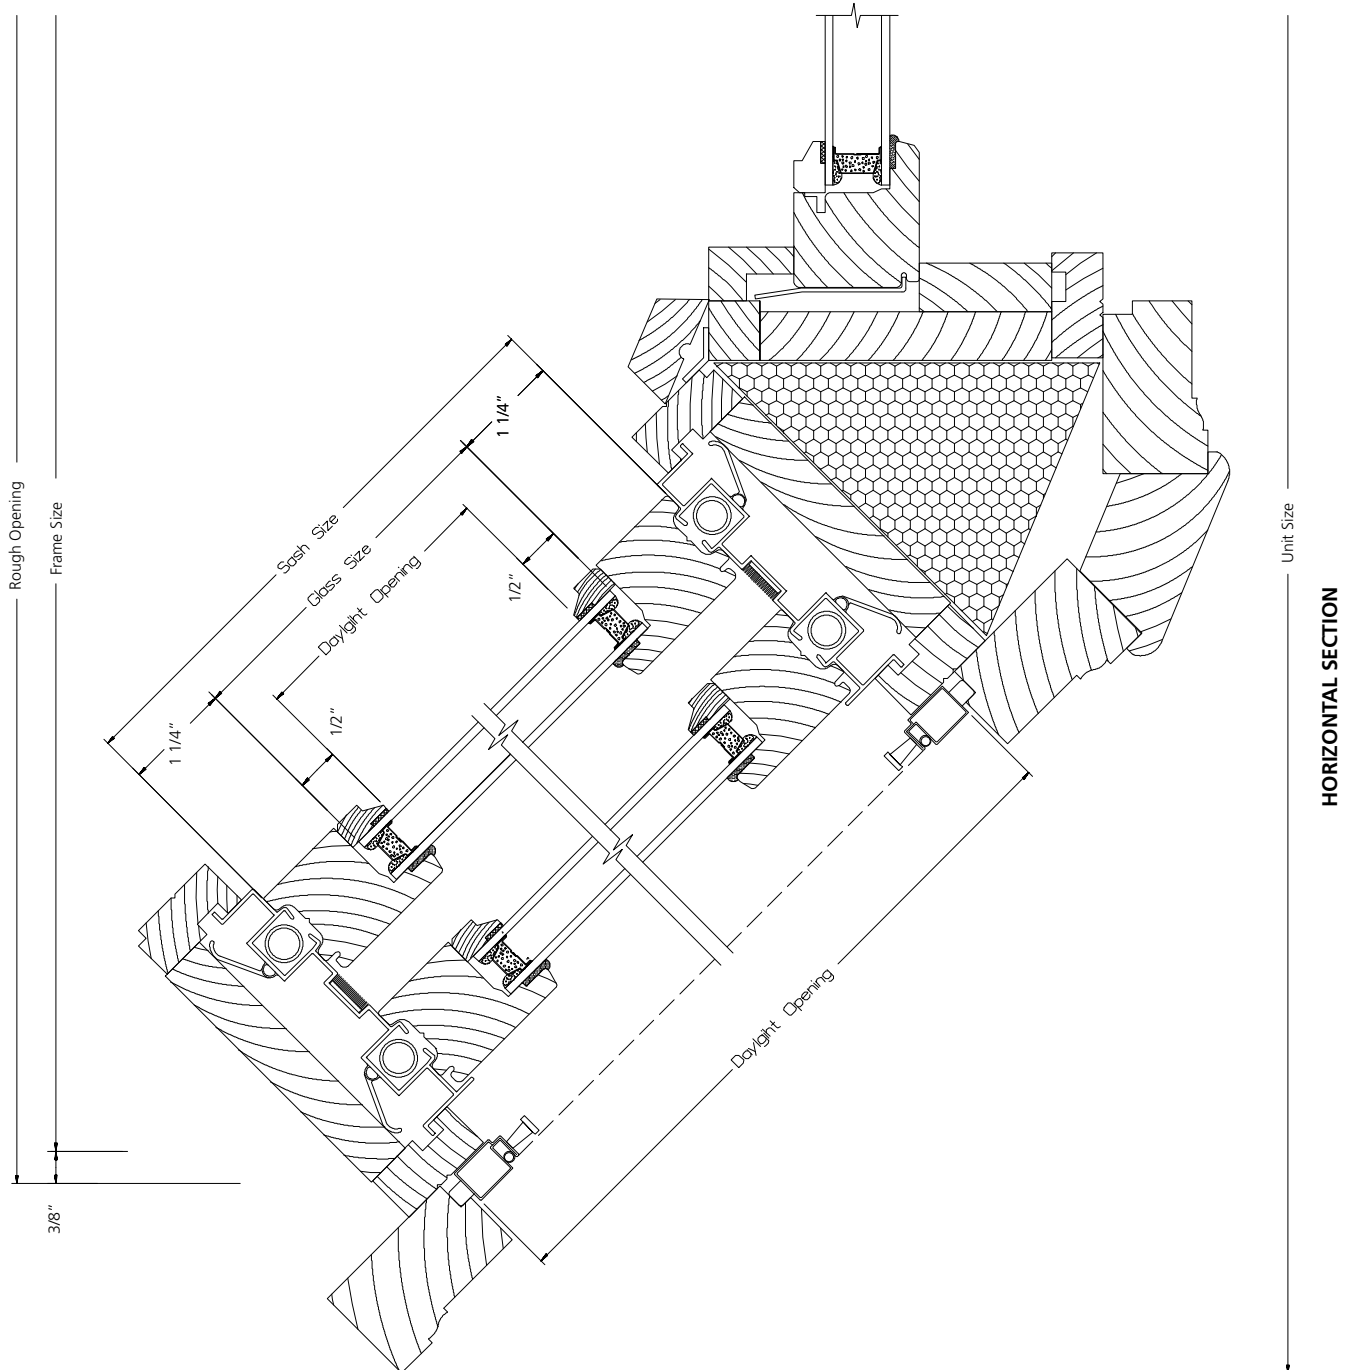 Rough Opening
Frame Size
3/8"
Sash Size
Glass Size
Daylight Opening
1 1/4"
1/2"
1 1/4"
1/2"
Daylight Opening
Unit Size
HORIZONTAL SECTION